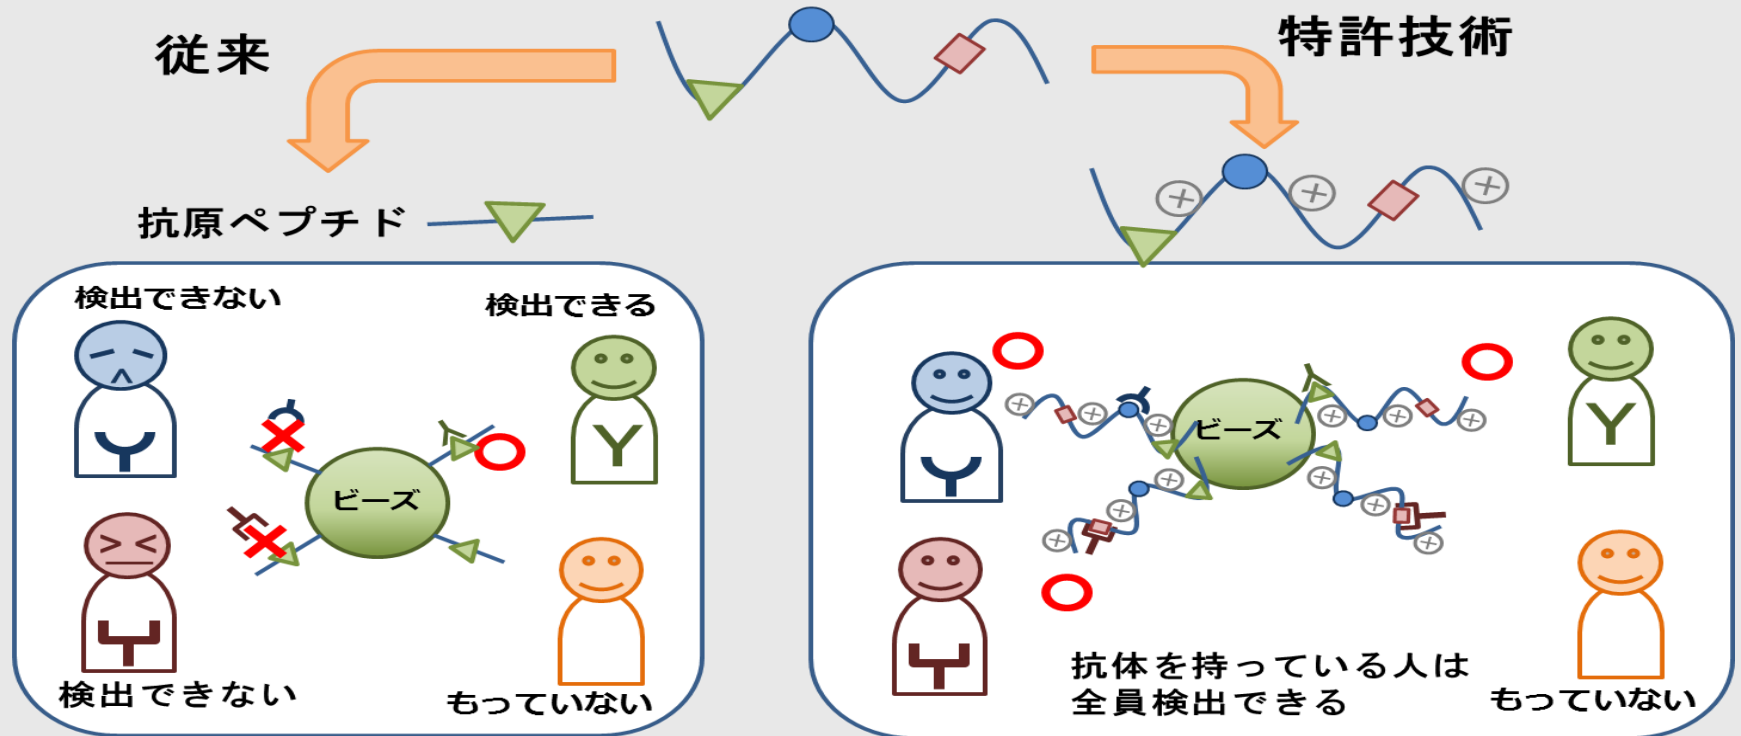 従来
特許技術
抗原ペプチド
検出できない
検出できる
ビーズ
検出できない
もっていない
ビーズ
抗体を持っている人は
全員検出できる
もっていない